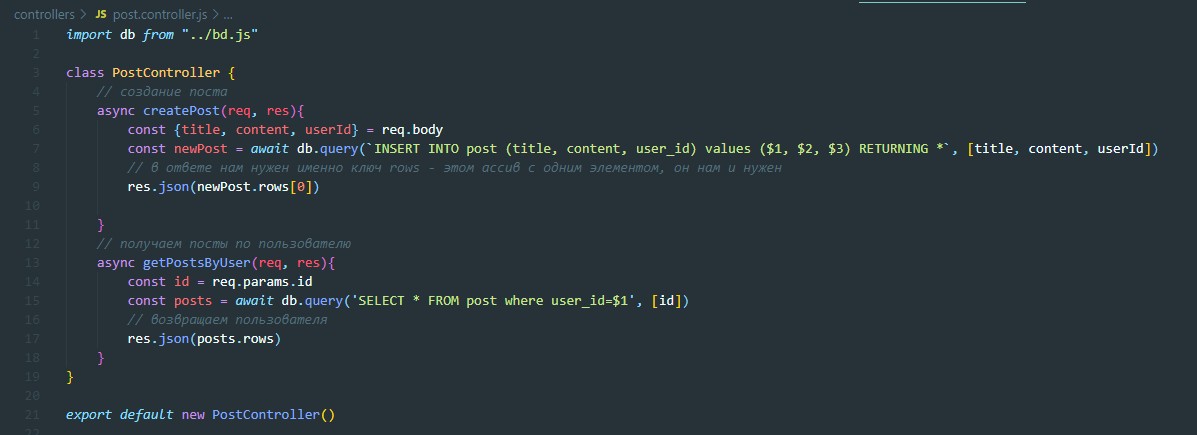 controllers > JS post.controller.js > ...
1 import db from "../bd.js"
2
3 class PostController {
4 // создание поста
5 async createPost(req, res){
6 const {title, content, userId} = req.body
7 const newPost = await db.query(`INSERT INTO post (title, content, user_id) values ($1, $2, $3) RETURNING *`, [title, content, userId])
8 // в ответе нам нужен именно ключ rows - этом ассив с одним элементом, он нам и нужен
9 res.json(newPost.rows[0])
10
11 }
12 // получаем посты по пользователю
13 async getPostsByUser(req, res){
14 const id = req.params.id
15 const posts = await db.query('SELECT * FROM post where user_id=$1', [id])
16 // возвращаем пользователя
17 res.json(posts.rows)
18 }
19 }
20
21 export default new PostController()
22